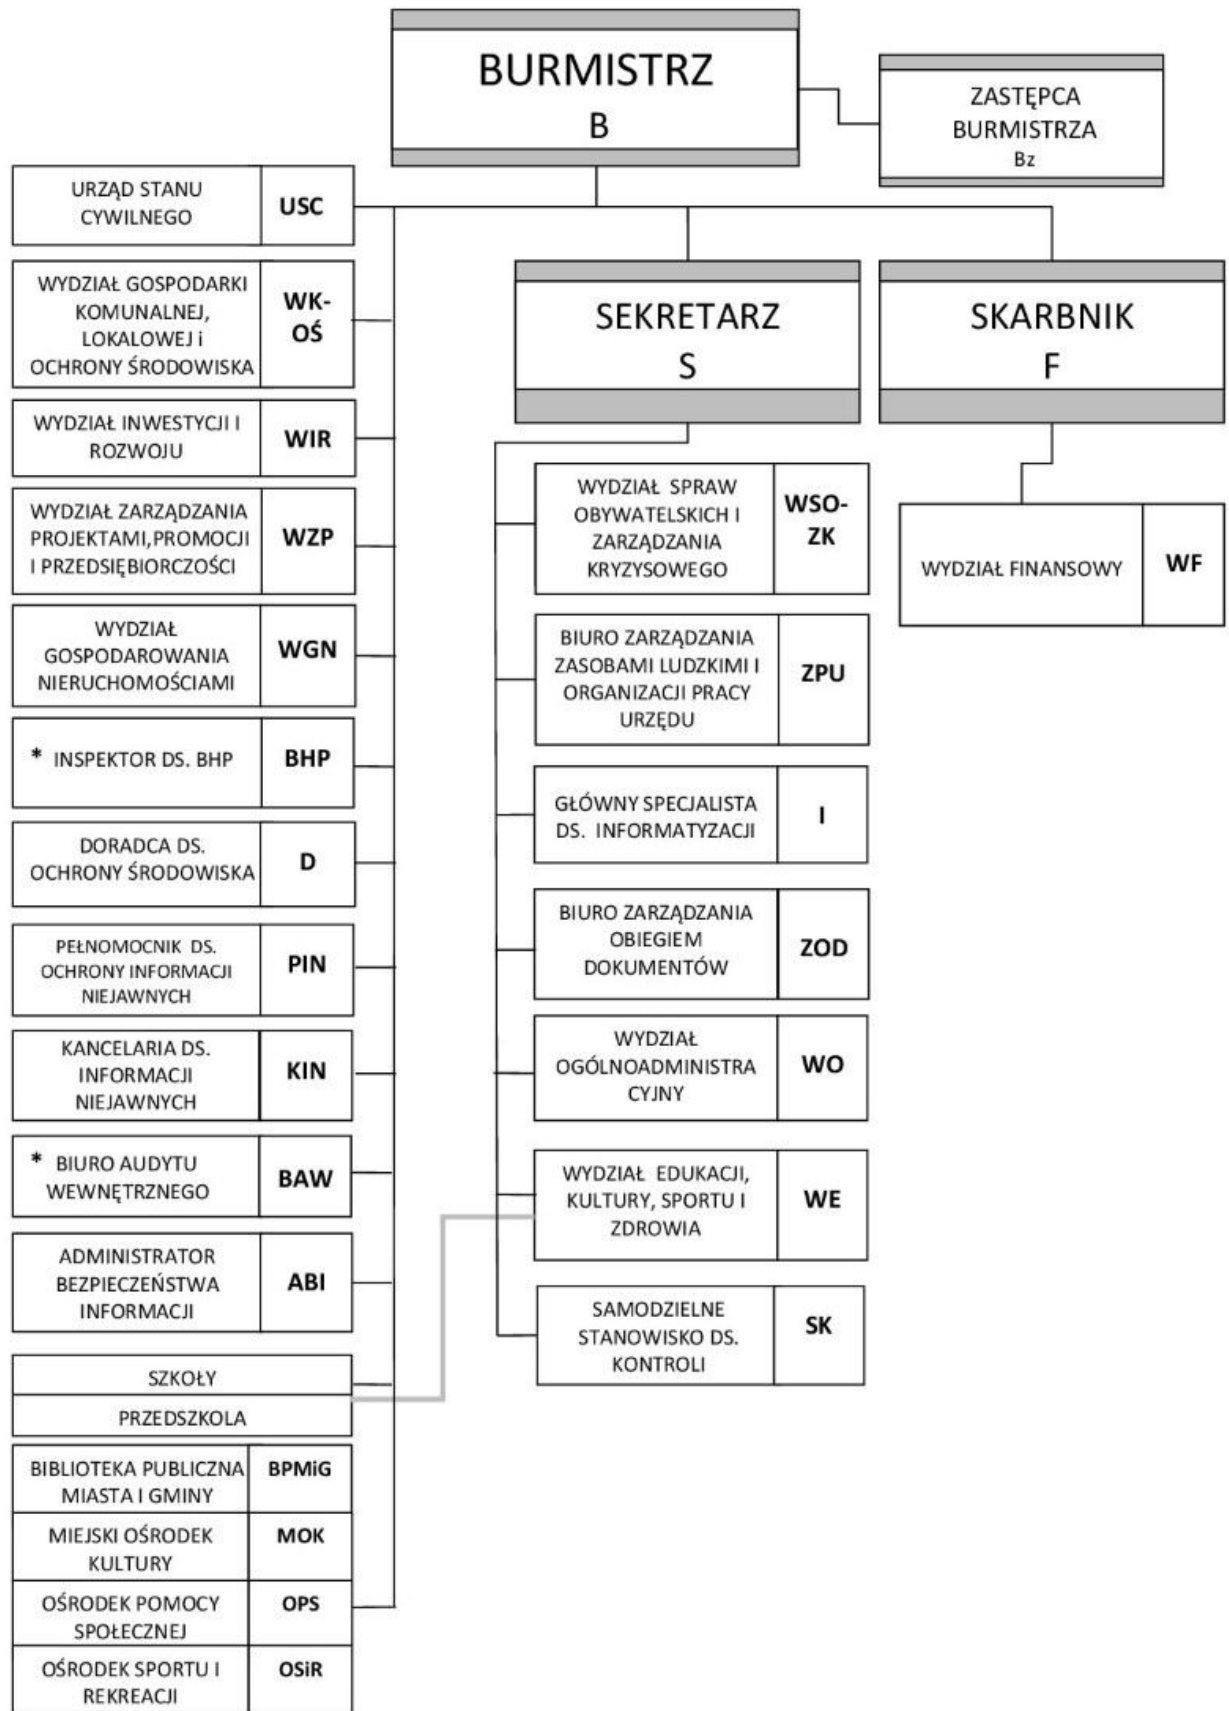 BURMISTRZ
B
ZASTĘPCA
BURMISTRZA
Bz
URZĄD STANU
CYWILNEGO
USC
WYDZIAŁ GOSPODARKI
KOMUNALNEJ,
LOKALOWEJ i
OCHRONY ŚRODOWISKA
WK-
OŚ
WYDZIAŁ INWESTYCJI I
ROZWOJU
WIR
WYDZIAŁ ZARZĄDZANIA
PROJEKTAMI,PROMOCJI
I PRZEDSIĘBIORCZOŚCI
WZP
WYDZIAŁ
GOSPODAROWANIA
NIERUCHOMOŚCIAMI
WGN
* INSPEKTOR DS. BHP
BHP
DORADCA DS.
OCHRONY ŚRODOWISKA
D
PEŁNOMOCNIK DS.
OCHRONY INFORMACJI
NIEJAWNYCH
PIN
KANCELARIA DS.
INFORMACJI
NIEJAWNYCH
KIN
* BIURO AUDYTU
WEWNĘTRZNEGO
BAW
ADMINISTRATOR
BEZPIECZEŃSTWA
INFORMACJI
ABI
SZKOŁY
PRZEDSZKOLA
BIBLIOTEKA PUBLICZNA
MIASTA I GMINY
BPMiG
MIEJSKI OŚRODEK
KULTURY
MOK
OŚRODEK POMOCY
SPOŁECZNEJ
OPS
OŚRODEK SPORTU I
REKREACJI
OSiR
SEKRETARZ
S
WYDZIAŁ SPRAW
OBYWATELSKICH I
ZARZĄDZANIA
KRYZYSOWEGO
WSO-
ZK
BIURO ZARZĄDZANIA
ZASOBAMI LUDZKIMI I
ORGANIZACJI PRACY
URZĘDU
ZPU
GŁÓWNY SPECJALISTA
DS. INFORMATYZACJI
I
BIURO ZARZĄDZANIA
OBIEGIEM
DOKUMENTÓW
ZOD
WYDZIAŁ
OGÓLNOADMINISTRA
CYJNY
WO
WYDZIAŁ EDUKACJI,
KULTURY, SPORTU I
ZDROWIA
WE
SAMODZIELNE
STANOWISKO DS.
KONTROLI
SK
SKARBNIK
F
WYDZIAŁ FINANSOWY
WF